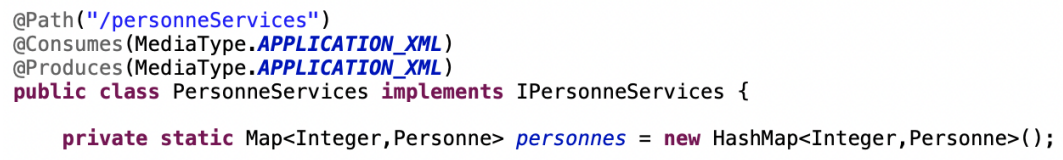 @Path("/personneServices")
@Consumes(MediaType.APPLICATION_XML)
@Produces(MediaType.APPLICATION_XML)
public class PersonneServices implements IPersonneServices {
private static Map<Integer,Personne> personnes = new HashMap<Integer,Personne>();